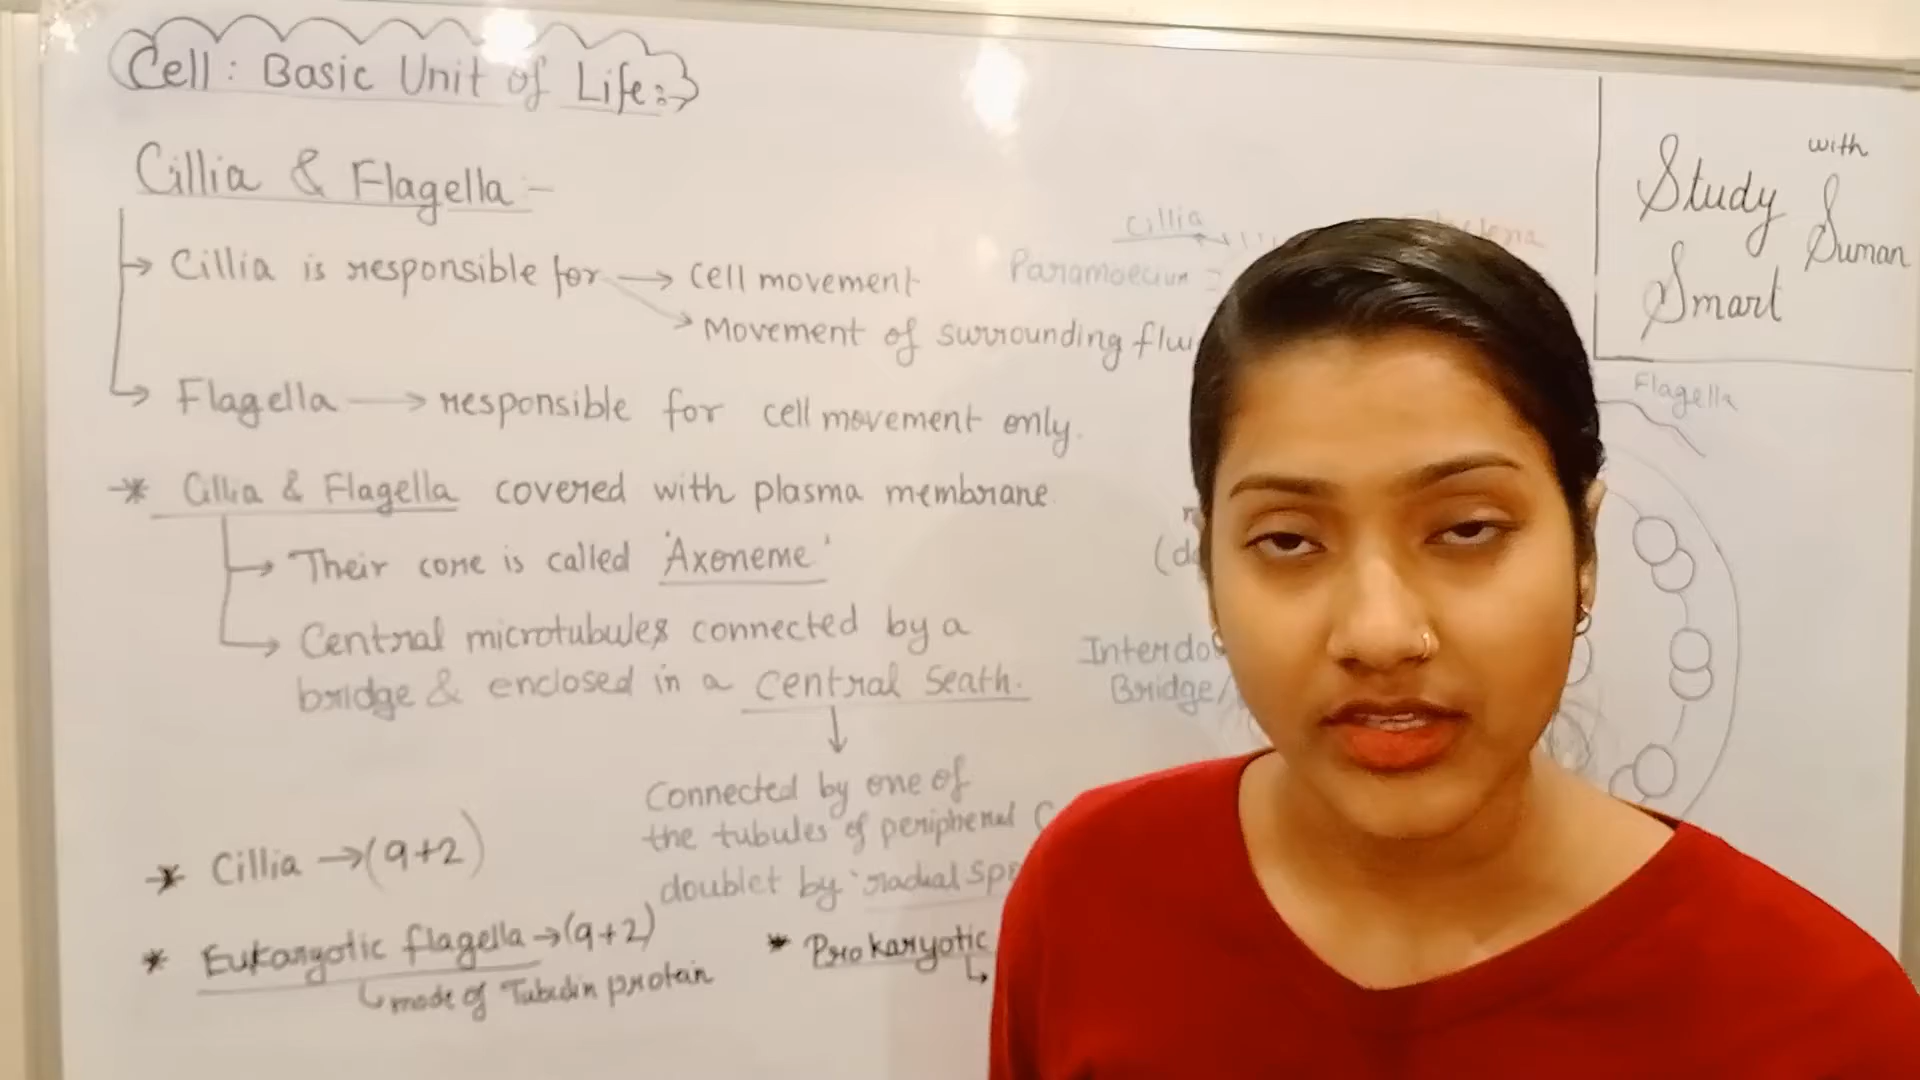 Cell: Basic Unit of Life:
Cillia & Flagella:-
Cillia is responsible for → cell movement
Movement of surrounding flui
Flagella → responsible for cell movement only.
Cillia & Flagella covered with plasma membrane
Their core is called 'Axoneme'
Central microtubules connected by a
bridge & enclosed in a central seath.
Connected by one of
the tubules of peripheral
doublet by 'radial Spo
* Cillia → (9+2)
* Eukaryotic flagella → (9+2)
made of Tubulin protein
* Prokaryotic
cillia
Paramoecium =
Interdo
Bridge
Flagella
Study
Smart
with
Suman